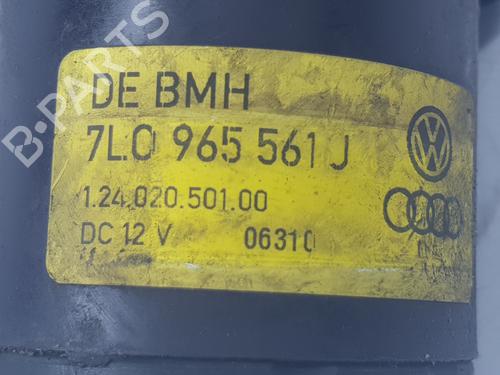 B-PARTS
DE BMH
7L0 965 561 J
1.24.020.501.00
DC 12 V 06310